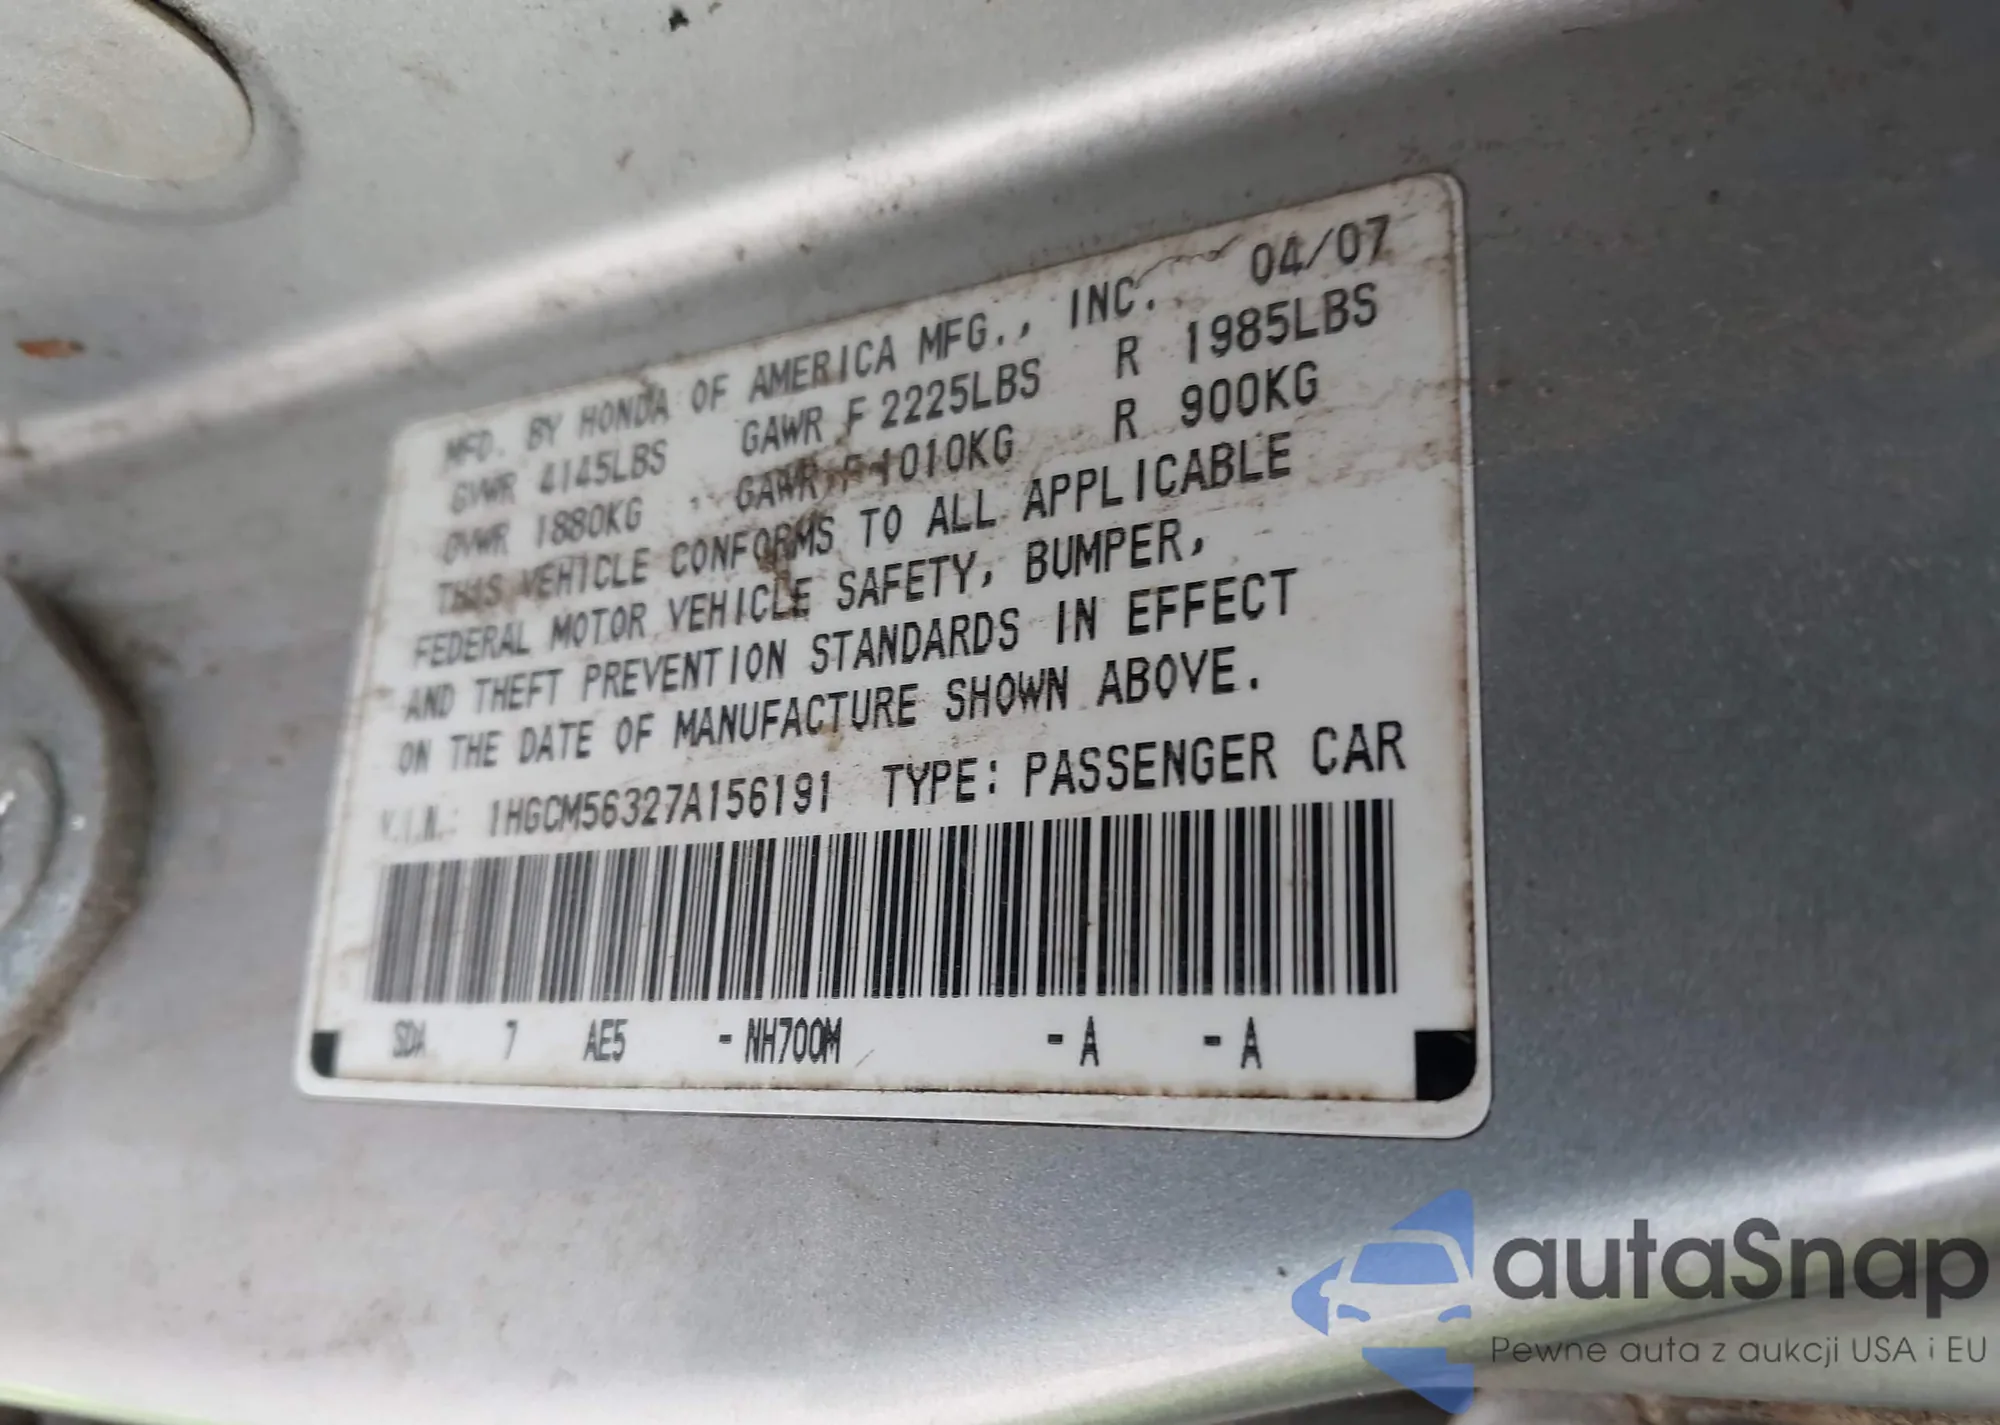 MFD. BY HONDA OF AMERICA MFG., INC. 04/07
GVWR 4145LBS GAWR F 2225LBS R 1985LBS
GVWR 1880KG GAWR F 1010KG R 900KG
THIS VEHICLE CONFORMS TO ALL APPLICABLE
FEDERAL MOTOR VEHICLE SAFETY, BUMPER,
AND THEFT PREVENTION STANDARDS IN EFFECT
ON THE DATE OF MANUFACTURE SHOWN ABOVE.
V.I.N.: 1HGCM56327A156191 TYPE: PASSENGER CAR
SDA 7 AE5 -NH700M -A -A
autaSnap
Pewne auta z aukcji USA i EU